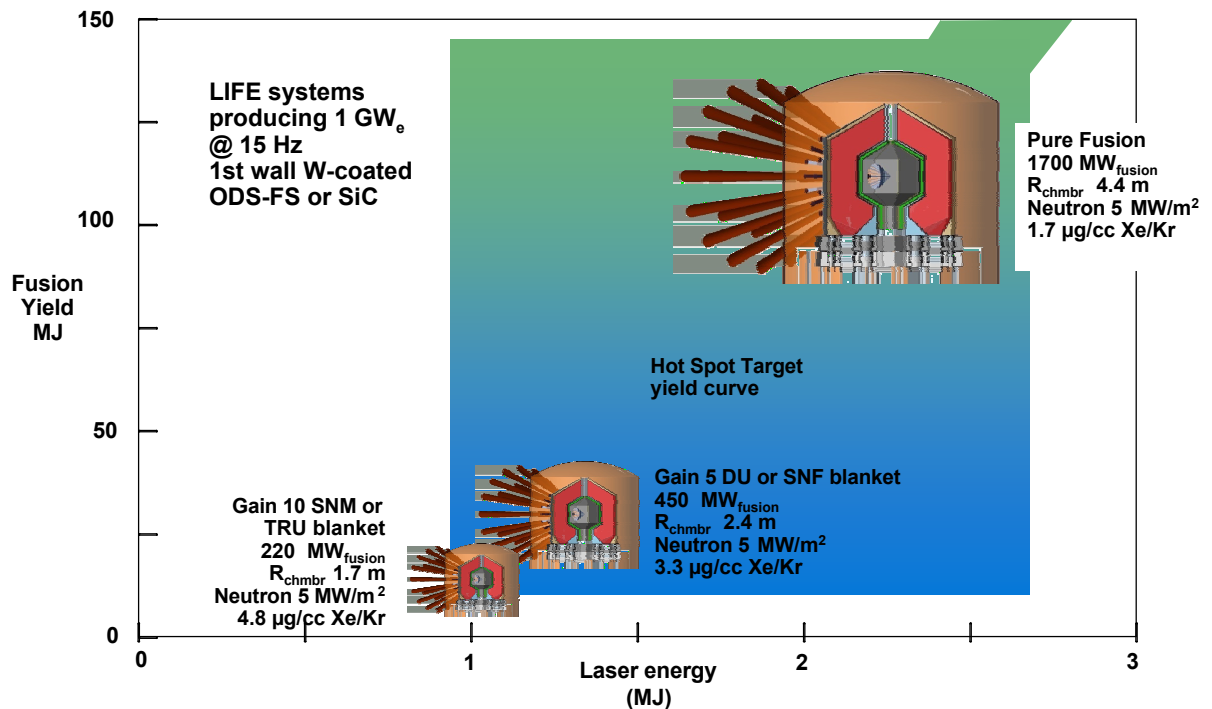 150
100
50
0
Fusion
Yield
MJ
LIFE systems
producing 1 GWe
@ 15 Hz
1st wall W-coated
ODS-FS or SiC
Pure Fusion
1700 MWfusion
Rchmbr 4.4 m
Neutron 5 MW/m²
1.7 µg/cc Xe/Kr
Hot Spot Target
yield curve
Gain 5 DU or SNF blanket
450 MWfusion
Rchmbr 2.4 m
Neutron 5 MW/m²
3.3 µg/cc Xe/Kr
Gain 10 SNM or
TRU blanket
220 MWfusion
Rchmbr 1.7 m
Neutron 5 MW/m²
4.8 µg/cc Xe/Kr
0 1 2 3
Laser energy
(MJ)